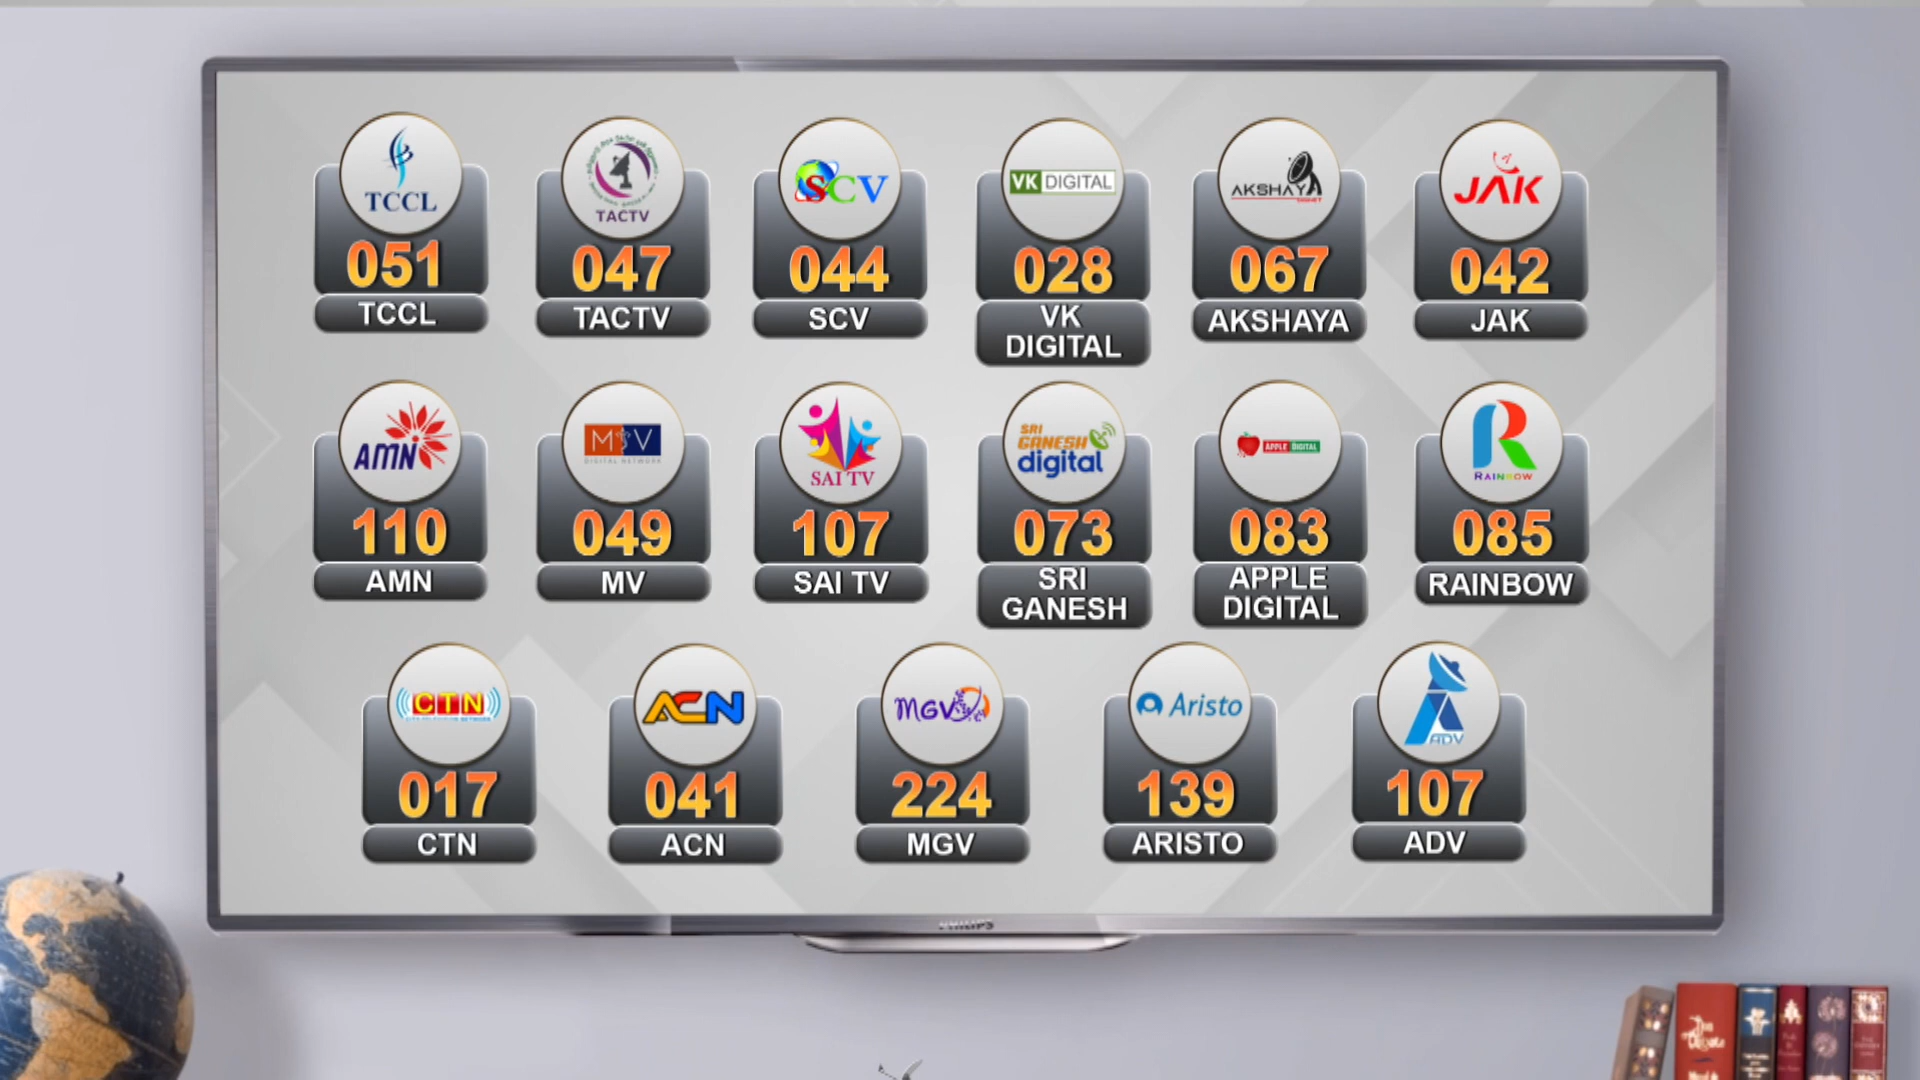 TCCL
TACTV
SCV
VK DIGITAL
AKSHAYA
JAK
051
047
044
028
067
042
TCCL
TACTV
SCV
VK
DIGITAL
AKSHAYA
JAK
AMN
MV
DIGITAL NETWORK
SAI TV
SRI
GANESH
digital
APPLE DIGITAL
RAINBOW
110
049
107
073
083
085
AMN
MV
SAI TV
SRI
GANESH
APPLE
DIGITAL
RAINBOW
CTN
ACN
MGV
Aristo
ADV
017
041
224
139
107
CTN
ACN
MGV
ARISTO
ADV
PHILIPS